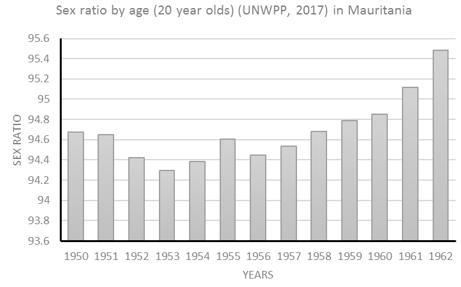 Sex ratio by age (20 year olds) (UNWPP, 2017) in Mauritania
95.6
95.4
95.2
95
94.8
94.6
94.4
94.2
94
93.8
93.6
SEX RATIO
1950 1951 1952 1953 1954 1955 1956 1957 1958 1959 1960 1961 1962
YEARS